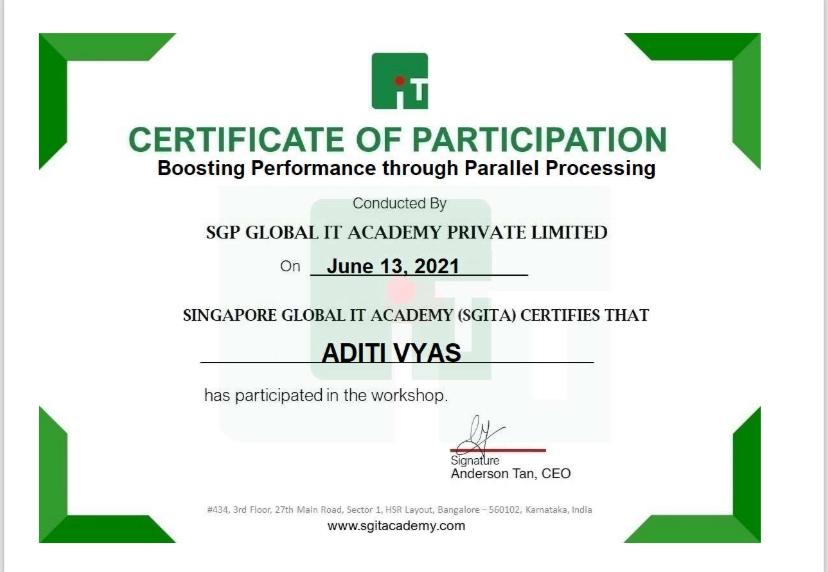 iT
CERTIFICATE OF PARTICIPATION
Boosting Performance through Parallel Processing
Conducted By
SGP GLOBAL IT ACADEMY PRIVATE LIMITED
On June 13, 2021
SINGAPORE GLOBAL IT ACADEMY (SGITA) CERTIFIES THAT
ADITI VYAS
has participated in the workshop.
Signature
Anderson Tan, CEO
#434, 3rd Floor, 27th Main Road, Sector 1, HSR Layout, Bangalore – 560102, Karnataka, India
www.sgitacademy.com